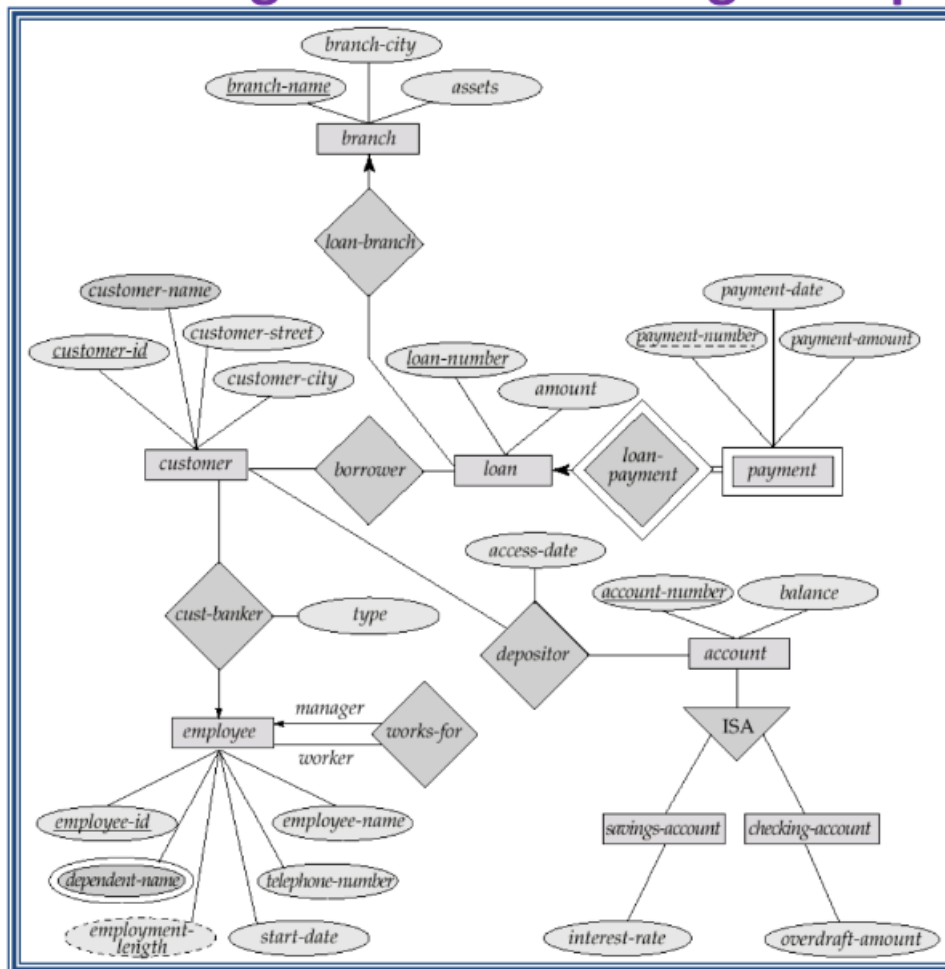 branch-city
branch-name
assets
branch
loan-branch
customer-name
customer-street
customer-id
customer-city
loan-number
amount
payment-date
payment-number
payment-amount
customer
borrower
loan
loan-
payment
payment
access-date
account-number
balance
cust-banker
type
depositor
account
manager
employee
works-for
worker
ISA
employee-id
employee-name
savings-account
checking-account
dependent-name
telephone-number
employment-
length
start-date
interest-rate
overdraft-amount